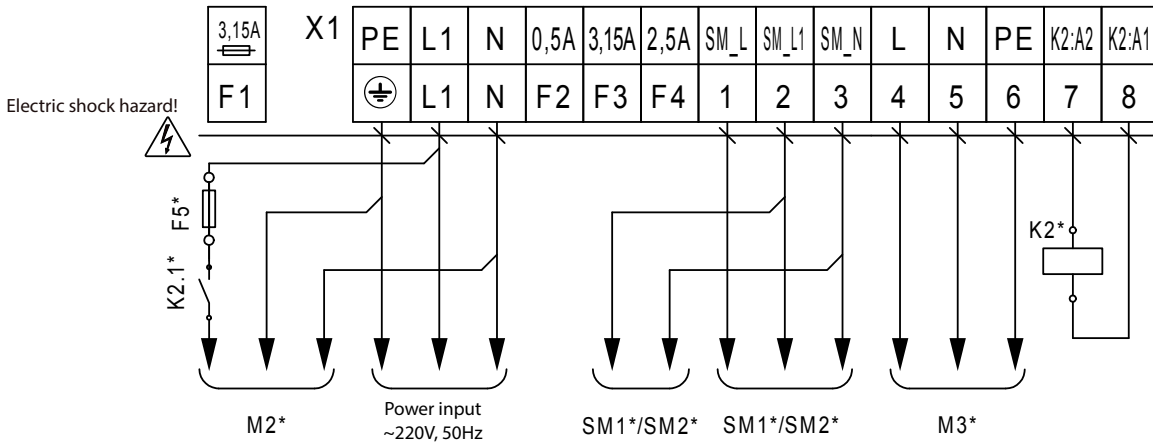 3,15A
F1
X1
PE L1 N 0,5A 3,15A 2,5A SM_L SM_L1 SM_N L N PE K2:A2 K2:A1
L1 N F2 F3 F4 1 2 3 4 5 6 7 8
Electric shock hazard!
F5*
K2.1*
K2*
M2*
Power input
~220V, 50Hz
SM1*/SM2*
SM1*/SM2*
M3*